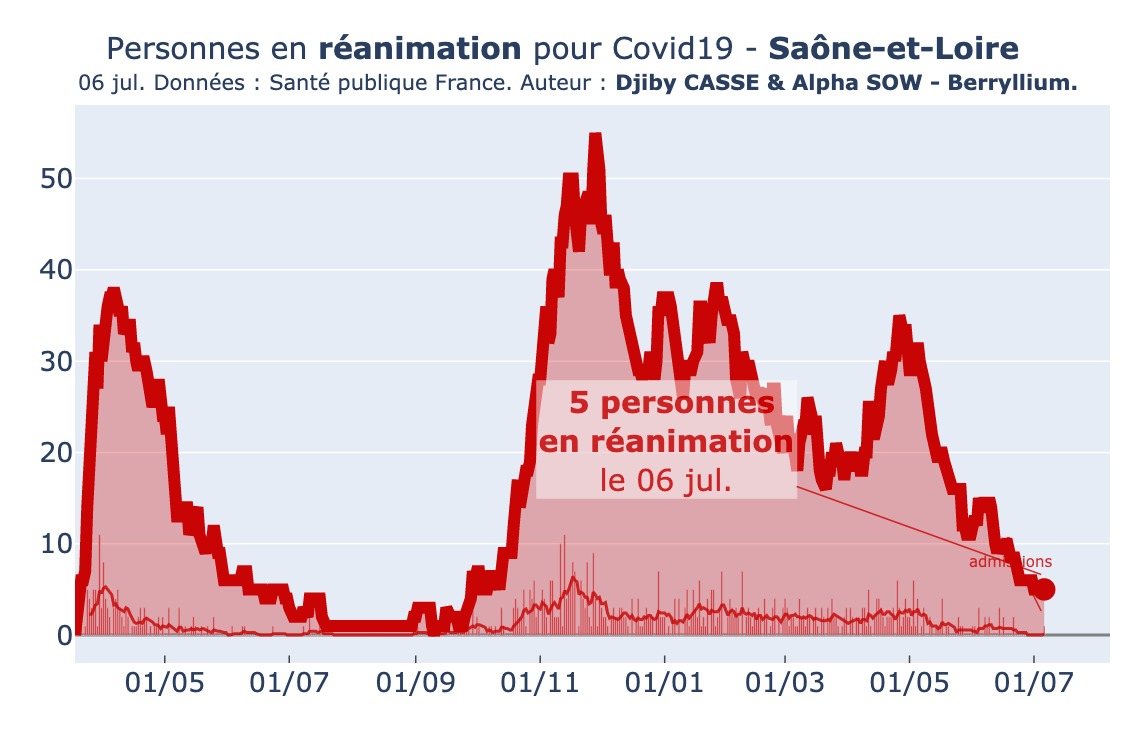 Personnes en réanimation pour Covid19 - Saône-et-Loire
06 jul. Données : Santé publique France. Auteur : Djiby CASSE & Alpha SOW - Berryllium.
50
40
30
20
10
0
5 personnes
en réanimation
le 06 jul.
admissions
01/05 01/07 01/09 01/11 01/01 01/03 01/05 01/07